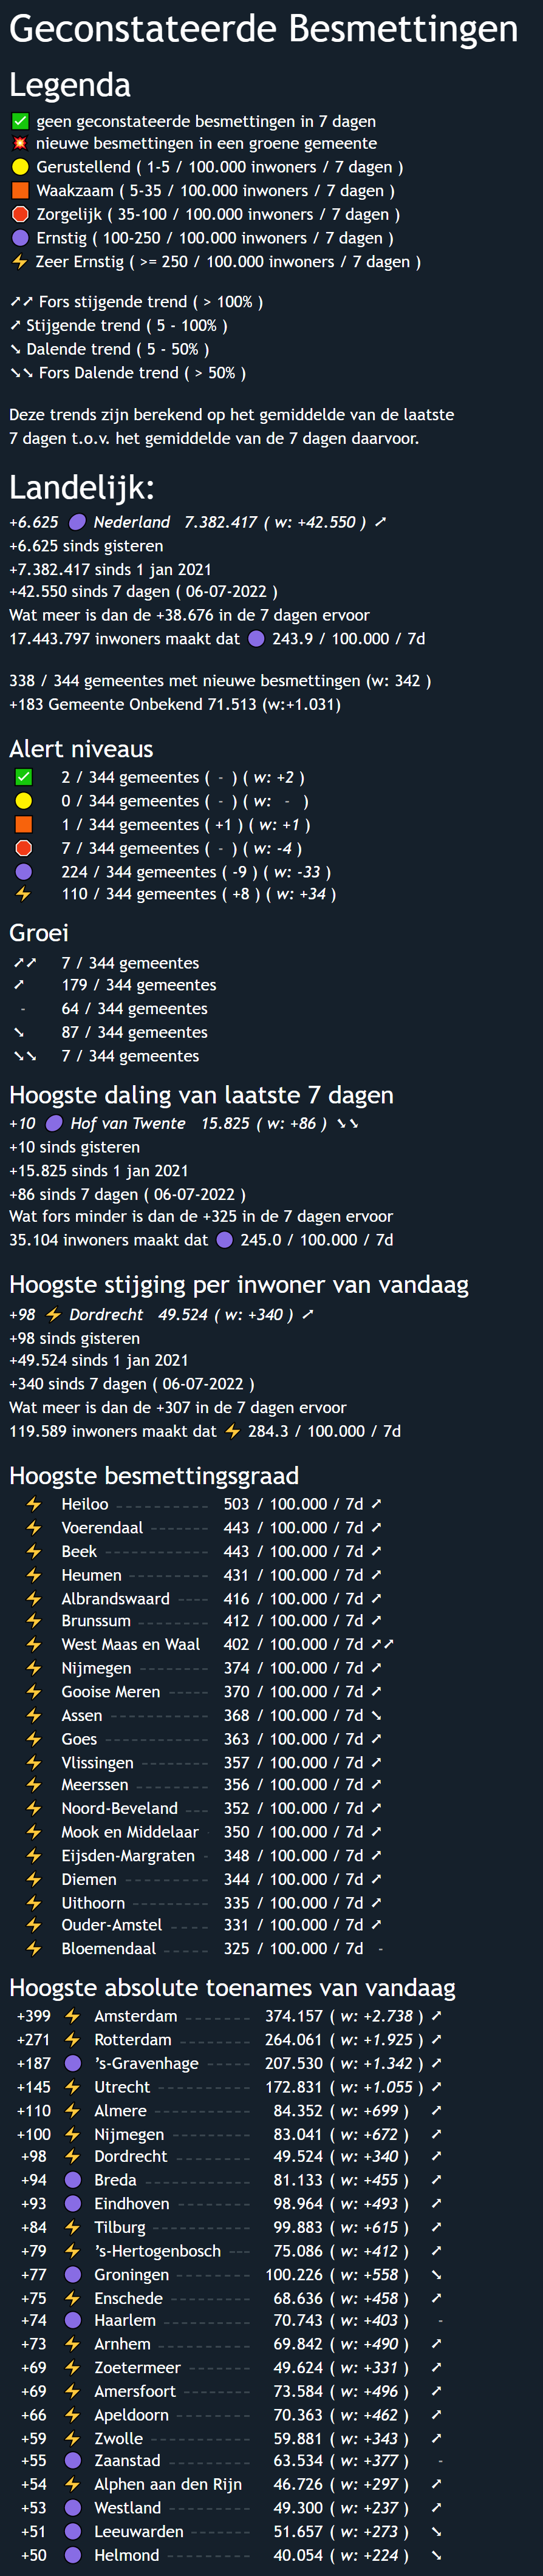 Geconstateerde Besmettingen
Legenda
✅ geen geconstateerde besmettingen in 7 dagen
💥 nieuwe besmettingen in een groene gemeente
🟡 Gerustellend ( 1-5 / 100.000 inwoners / 7 dagen )
🟧 Waakzaam ( 5-35 / 100.000 inwoners / 7 dagen )
🛑 Zorgelijk ( 35-100 / 100.000 inwoners / 7 dagen )
🟣 Ernstig ( 100-250 / 100.000 inwoners / 7 dagen )
⚡ Zeer Ernstig ( >= 250 / 100.000 inwoners / 7 dagen )
➚➚ Fors stijgende trend ( > 100% )
➚ Stijgende trend ( 5 - 100% )
➘ Dalende trend ( 5 - 50% )
➘➘ Fors Dalende trend ( > 50% )
Deze trends zijn berekend op het gemiddelde van de laatste
7 dagen t.o.v. het gemiddelde van de 7 dagen daarvoor.
Landelijk:
+6.625 🟣 Nederland 7.382.417 ( w: +42.550 ) ➚
+6.625 sinds gisteren
+7.382.417 sinds 1 jan 2021
+42.550 sinds 7 dagen ( 06-07-2022 )
Wat meer is dan de +38.676 in de 7 dagen ervoor
17.443.797 inwoners maakt dat 🟣 243.9 / 100.000 / 7d
338 / 344 gemeentes met nieuwe besmettingen (w: 342 )
+183 Gemeente Onbekend 71.513 (w:+1.031)
Alert niveaus
✅ 2 / 344 gemeentes ( - ) ( w: +2 )
🟡 0 / 344 gemeentes ( - ) ( w: - )
🟧 1 / 344 gemeentes ( +1 ) ( w: +1 )
🛑 7 / 344 gemeentes ( - ) ( w: -4 )
🟣 224 / 344 gemeentes ( -9 ) ( w: -33 )
⚡ 110 / 344 gemeentes ( +8 ) ( w: +34 )
Groei
➚➚ 7 / 344 gemeentes
➚ 179 / 344 gemeentes
- 64 / 344 gemeentes
➘ 87 / 344 gemeentes
➘➘ 7 / 344 gemeentes
Hoogste daling van laatste 7 dagen
+10 🟣 Hof van Twente 15.825 ( w: +86 ) ➘➘
+10 sinds gisteren
+15.825 sinds 1 jan 2021
+86 sinds 7 dagen ( 06-07-2022 )
Wat fors minder is dan de +325 in de 7 dagen ervoor
35.104 inwoners maakt dat 🟣 245.0 / 100.000 / 7d
Hoogste stijging per inwoner van vandaag
+98 ⚡ Dordrecht 49.524 ( w: +340 ) ➚
+98 sinds gisteren
+49.524 sinds 1 jan 2021
+340 sinds 7 dagen ( 06-07-2022 )
Wat meer is dan de +307 in de 7 dagen ervoor
119.589 inwoners maakt dat ⚡ 284.3 / 100.000 / 7d
Hoogste besmettingsgraad
⚡ Heiloo ---------- 503 / 100.000 / 7d ➚
⚡ Voerendaal ------ 443 / 100.000 / 7d ➚
⚡ Beek ----------- 443 / 100.000 / 7d ➚
⚡ Heumen --------- 431 / 100.000 / 7d ➚
⚡ Albrandswaard ---- 416 / 100.000 / 7d ➚
⚡ Brunssum -------- 412 / 100.000 / 7d ➚
⚡ West Maas en Waal 402 / 100.000 / 7d ➚➚
⚡ Nijmegen -------- 374 / 100.000 / 7d ➚
⚡ Gooise Meren ----- 370 / 100.000 / 7d ➚
⚡ Assen ----------- 368 / 100.000 / 7d ➘
⚡ Goes ----------- 363 / 100.000 / 7d ➚
⚡ Vlissingen ------- 357 / 100.000 / 7d ➚
⚡ Meerssen -------- 356 / 100.000 / 7d ➚
⚡ Noord-Beveland --- 352 / 100.000 / 7d ➚
⚡ Mook en Middelaar 350 / 100.000 / 7d ➚
⚡ Eijsden-Margraten - 348 / 100.000 / 7d ➚
⚡ Diemen --------- 344 / 100.000 / 7d ➚
⚡ Uithoorn --------- 335 / 100.000 / 7d ➚
⚡ Ouder-Amstel ---- 331 / 100.000 / 7d ➚
⚡ Bloemendaal ----- 325 / 100.000 / 7d -
Hoogste absolute toenames van vandaag
+399 ⚡ Amsterdam ------- 374.157 ( w: +2.738 ) ➚
+271 ⚡ Rotterdam -------- 264.061 ( w: +1.925 ) ➚
+187 🟣 's-Gravenhage ----- 207.530 ( w: +1.342 ) ➚
+145 ⚡ Utrecht ---------- 172.831 ( w: +1.055 ) ➚
+110 ⚡ Almere ----------- 84.352 ( w: +699 ) ➚
+100 ⚡ Nijmegen --------- 83.041 ( w: +672 ) ➚
+98 ⚡ Dordrecht -------- 49.524 ( w: +340 ) ➚
+94 🟣 Breda ------------ 81.133 ( w: +455 ) ➚
+93 🟣 Eindhoven -------- 98.964 ( w: +493 ) ➚
+84 ⚡ Tilburg ----------- 99.883 ( w: +615 ) ➚
+79 ⚡ 's-Hertogenbosch --- 75.086 ( w: +412 ) ➚
+77 🟣 Groningen -------- 100.226 ( w: +558 ) ➘
+75 ⚡ Enschede --------- 68.636 ( w: +458 ) ➚
+74 🟣 Haarlem ---------- 70.743 ( w: +403 ) -
+73 ⚡ Arnhem ---------- 69.842 ( w: +490 ) ➚
+69 ⚡ Zoetermeer ------- 49.624 ( w: +331 ) ➚
+69 ⚡ Amersfoort -------- 73.584 ( w: +496 ) ➚
+66 ⚡ Apeldoorn -------- 70.363 ( w: +462 ) ➚
+59 ⚡ Zwolle ----------- 59.881 ( w: +343 ) ➚
+55 🟣 Zaanstad --------- 63.534 ( w: +377 ) -
+54 ⚡ Alphen aan den Rijn 46.726 ( w: +297 ) ➚
+53 🟣 Westland --------- 49.300 ( w: +237 ) ➚
+51 🟣 Leeuwarden ------- 51.657 ( w: +273 ) ➘
+50 🟣 Helmond --------- 40.054 ( w: +224 ) ➘